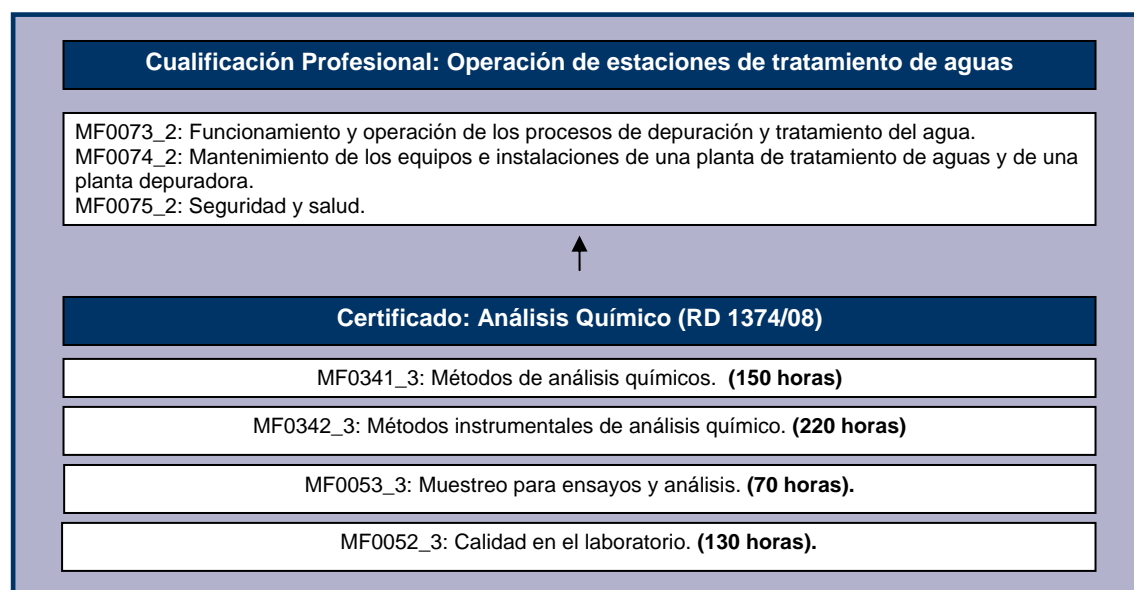 Cualificación Profesional: Operación de estaciones de tratamiento de aguas
MF0073_2: Funcionamiento y operación de los procesos de depuración y tratamiento del agua.
MF0074_2: Mantenimiento de los equipos e instalaciones de una planta de tratamiento de aguas y de una
planta depuradora.
MF0075_2: Seguridad y salud.
Certificado: Análisis Químico (RD 1374/08)
MF0341_3: Métodos de análisis químicos. (150 horas)
MF0342_3: Métodos instrumentales de análisis químico. (220 horas)
MF0053_3: Muestreo para ensayos y análisis. (70 horas).
MF0052_3: Calidad en el laboratorio. (130 horas).